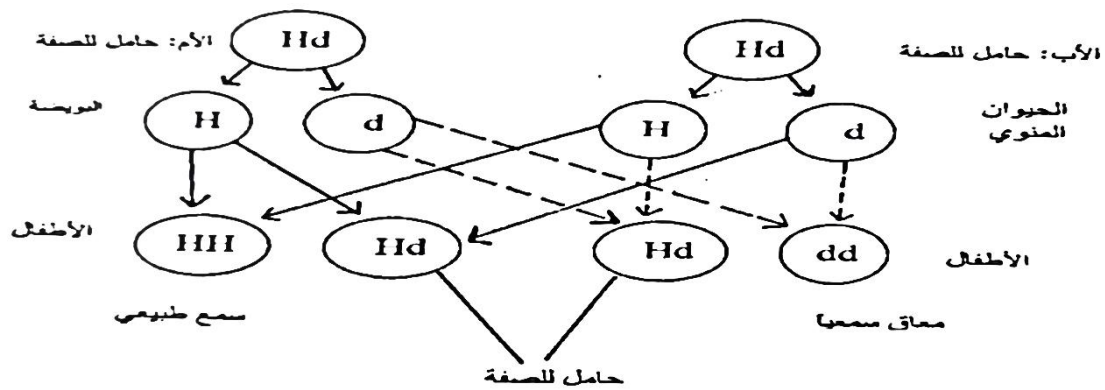 الأب: حامل للصفة Hd Hd الأم: حامل للصفة
الحيوان المنوي d H d H البويضة
الأطفال dd Hd Hd HH الأطفال
معاق سمعيا سمع طبيعي
حامل للصفة